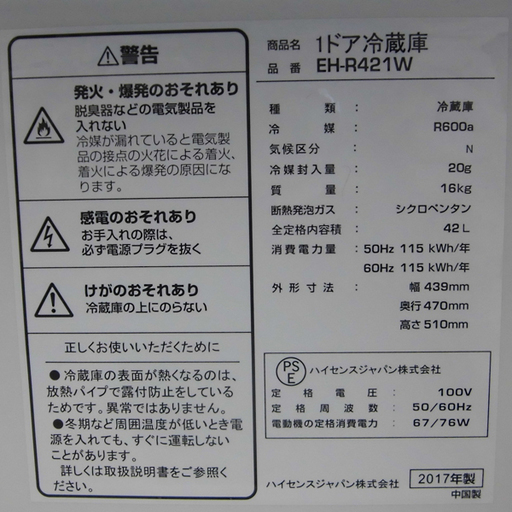 警告
発火・爆発のおそれあり
脱臭器などの電気製品を
入れない
冷媒が漏れていると電気製
品の接点の火花による着火、
着火による爆発の原因にな
ります。
感電のおそれあり
お手入れの際は、
必ず電源プラグを抜く
けがのおそれあり
冷蔵庫の上にのらない
正しくお使いいただくために
●冷蔵庫の表面が熱くなるのは、
放熱パイプで露付防止をしている
ためです。異常ではありません。
●冬期など周囲温度が低いとき電
源を入れても、すぐに運転しない
ことがあります。
詳しくは取扱説明書をご参照く
ださい。
商品名 1ドア冷蔵庫
品番 EH-R421W
種類: 冷蔵庫
冷媒: R600a
気候区分: N
冷媒封入量: 20g
質量: 16kg
断熱発泡ガス: シクロペンタン
全定格内容積: 42L
消費電力量: 50Hz 115 kWh/年
60Hz 115 kWh/年
外形寸法: 幅 439mm
奥行 470mm
高さ 510mm
PS
E
ハイセンスジャパン株式会社
定格電圧: 100V
定格周波数: 50/60Hz
電動機の定格消費電力: 67/76W
ハイセンスジャパン株式会社
2017年製
中国製